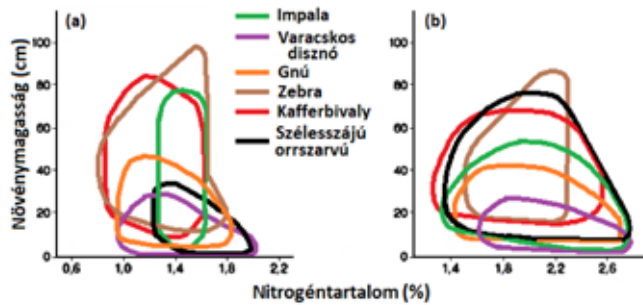 (a)
(b)
Impala
Varacskos
disznó
Gnú
Zebra
Kafferbivaly
Szélesszájú
orrszarvú
Növénymagasság (cm)
100
80
60
40
20
0
0,6 1,0 1,4 1,8 2,2
100
80
60
40
20
0
1,4 1,8 2,2 2,6
Nitrogéntartalom (%)